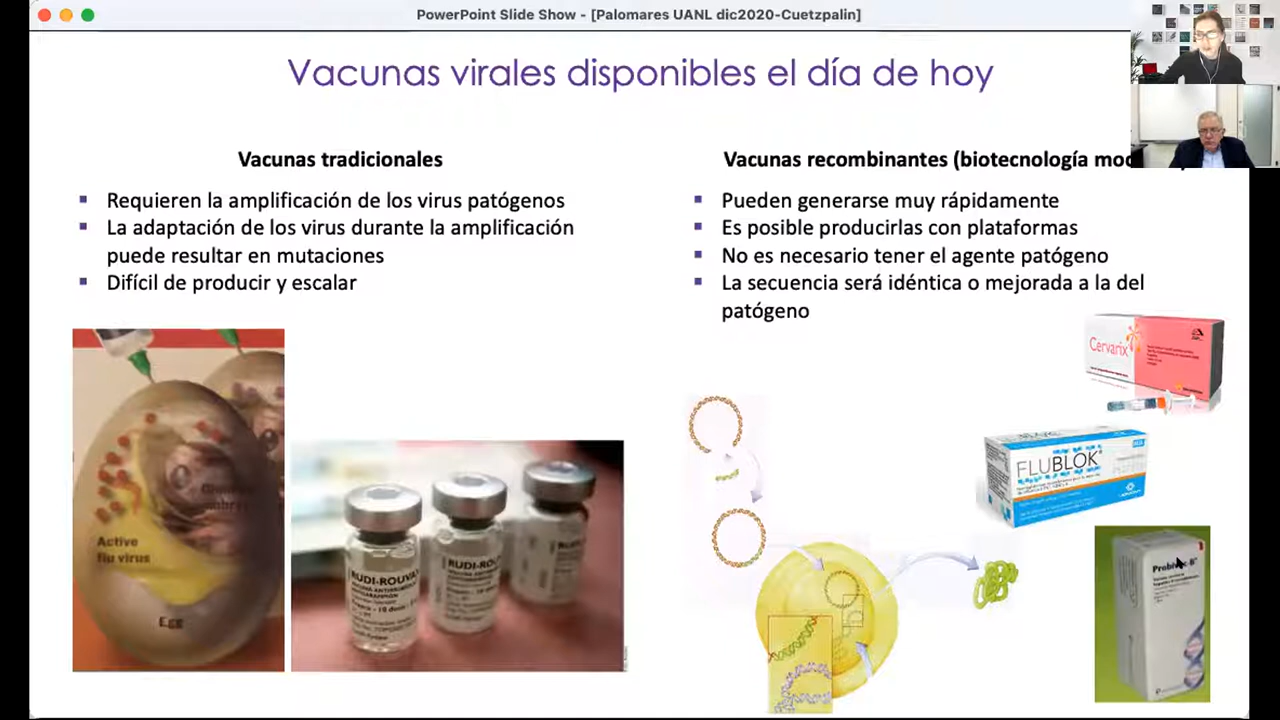 PowerPoint Slide Show - [Palomares UANL dic2020-Cuetzpalin]
Vacunas virales disponibles el día de hoy
Vacunas tradicionales
▪ Requieren la amplificación de los virus patógenos
▪ La adaptación de los virus durante la amplificación
puede resultar en mutaciones
▪ Difícil de producir y escalar
Vacunas recombinantes (biotecnología
▪ Pueden generarse muy rápidamente
▪ Es posible producirlas con plataformas
▪ No es necesario tener el agente patógeno
▪ La secuencia será idéntica o mejorada a la del
patógeno
Active
flu virus
Egg
RUDI-ROUVA
RUDI-ROU
Cervarix
FLUBLOK